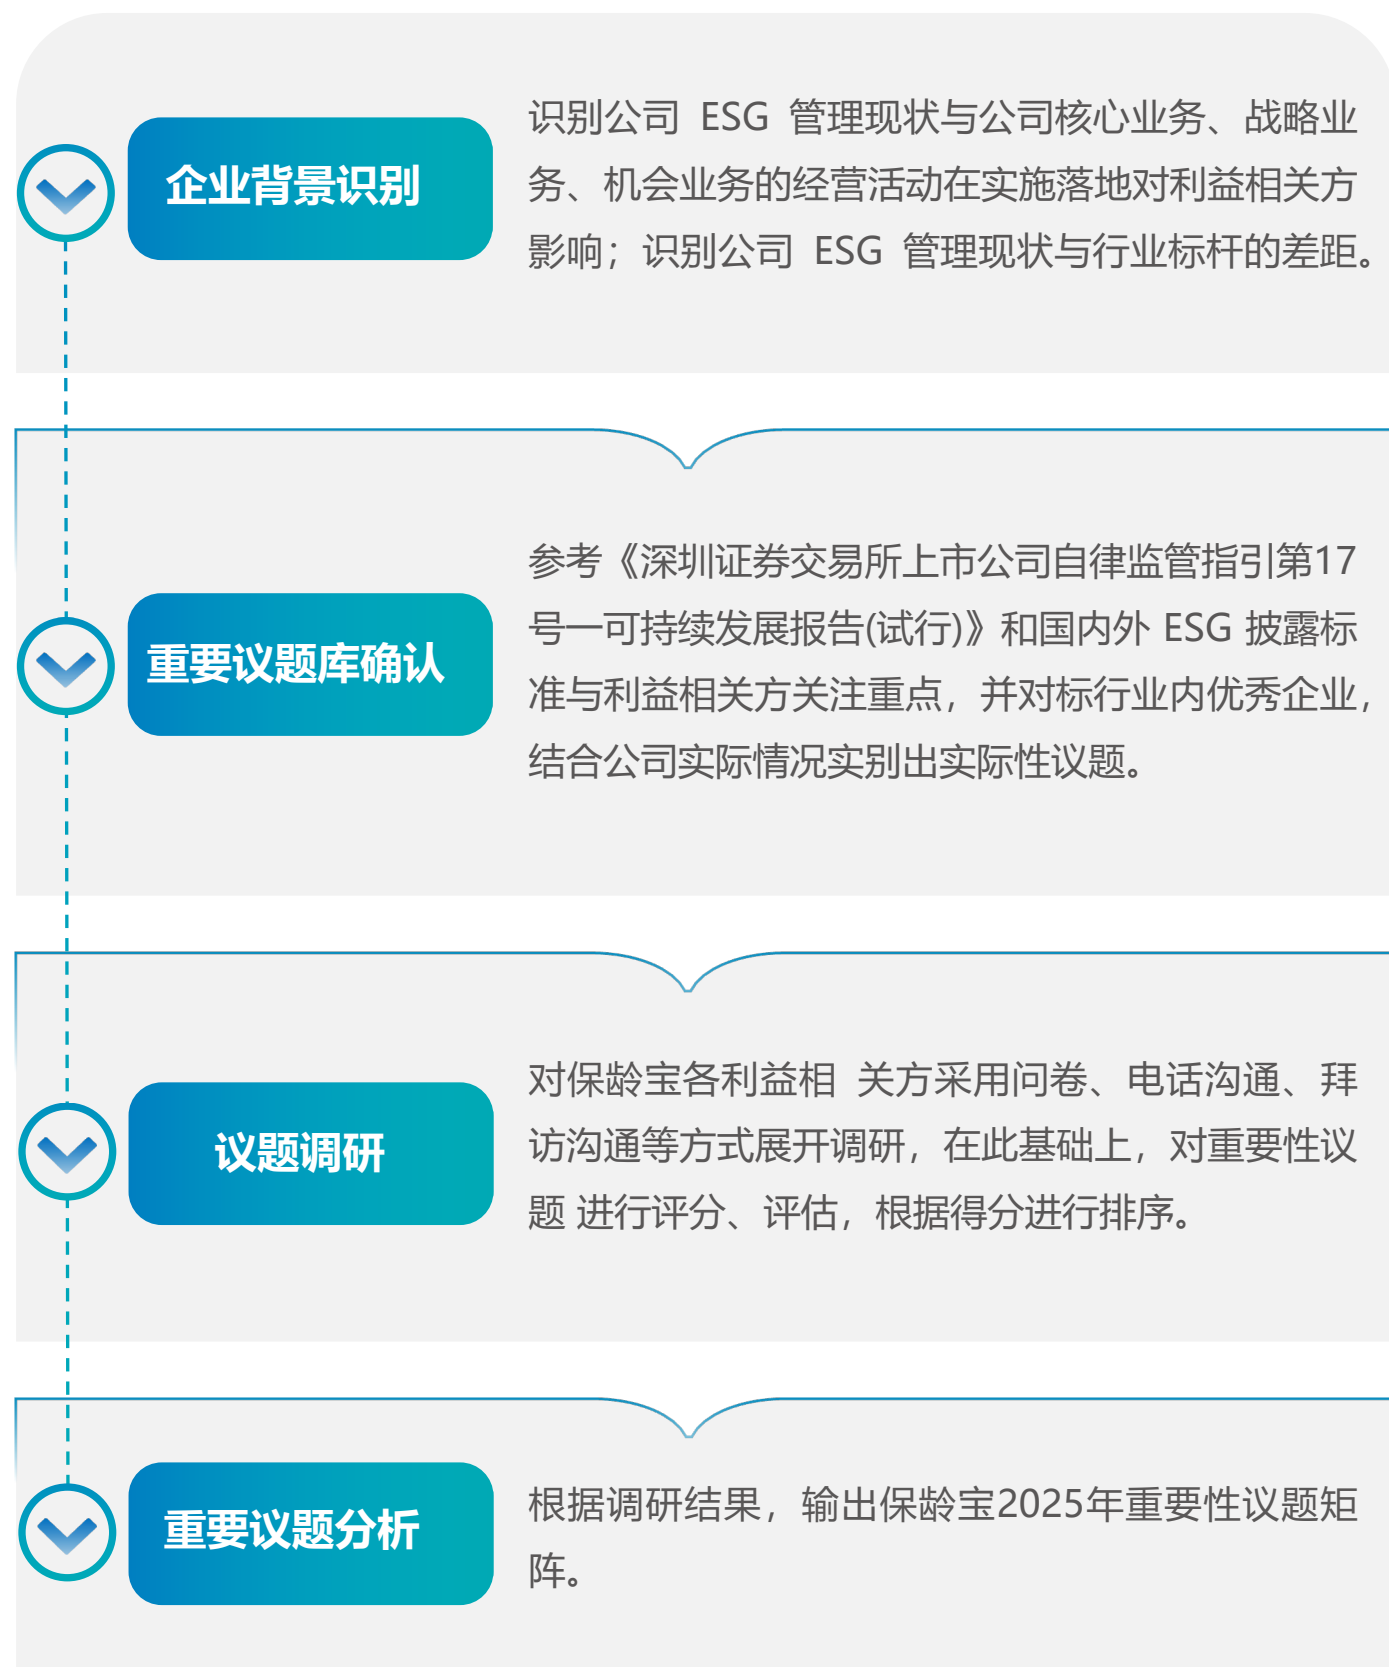 企业背景识别
识别公司 ESG 管理现状与公司核心业务、战略业
务、机会业务的经营活动在实施落地对利益相关方
影响；识别公司 ESG 管理现状与行业标杆的差距。
重要议题库确认
参考《深圳证券交易所上市公司自律监管指引第17
号一可持续发展报告(试行)》和国内外 ESG 披露标
准与利益相关方关注重点，并对标行业内优秀企业，
结合公司实际情况实别出实际性议题。
议题调研
对保龄宝各利益相 关方采用问卷、电话沟通、拜
访沟通等方式展开调研，在此基础上，对重要性议
题 进行评分、评估，根据得分进行排序。
重要议题分析
根据调研结果，输出保龄宝2025年重要性议题矩
阵。